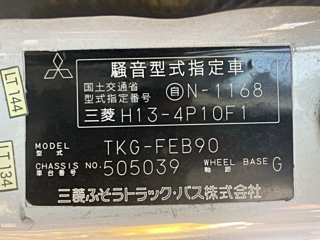 騒音型式指定車
国土交通省
型式指定番号 自N-1168
三菱 H13-4P10F1
MODEL
型式 TKG-FEB90
CHASSIS NO.
車台番号 505039 WHEEL BASE
軸距 G
三菱ふそうトラック・バス株式会社
LT 144
LT 134